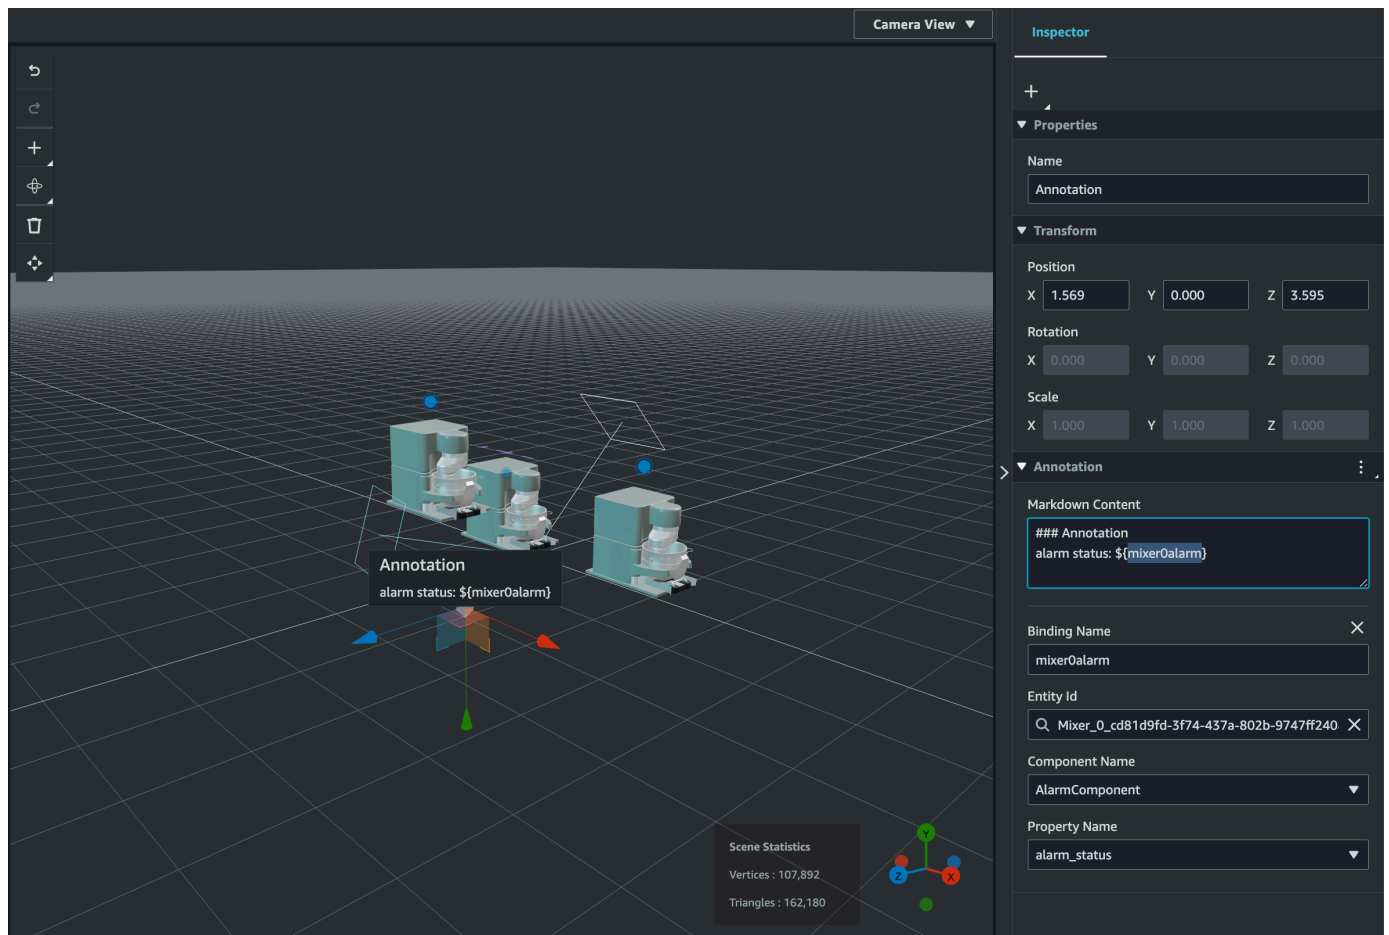 Camera View
Annotation
alarm status: ${mixer0alarm}
Scene Statistics
Vertices : 107,892
Triangles : 162,180
Y
Z
X
Inspector
Properties
Name
Annotation
Transform
Position
X 1.569 Y 0.000 Z 3.595
Rotation
X 0.000 Y 0.000 Z 0.000
Scale
X 1.000 Y 1.000 Z 1.000
Annotation
Markdown Content
### Annotation
alarm status: ${mixer0alarm}
Binding Name
mixer0alarm
Entity Id
Mixer_0_cd81d9fd-3f74-437a-802b-9747ff240
Component Name
AlarmComponent
Property Name
alarm_status